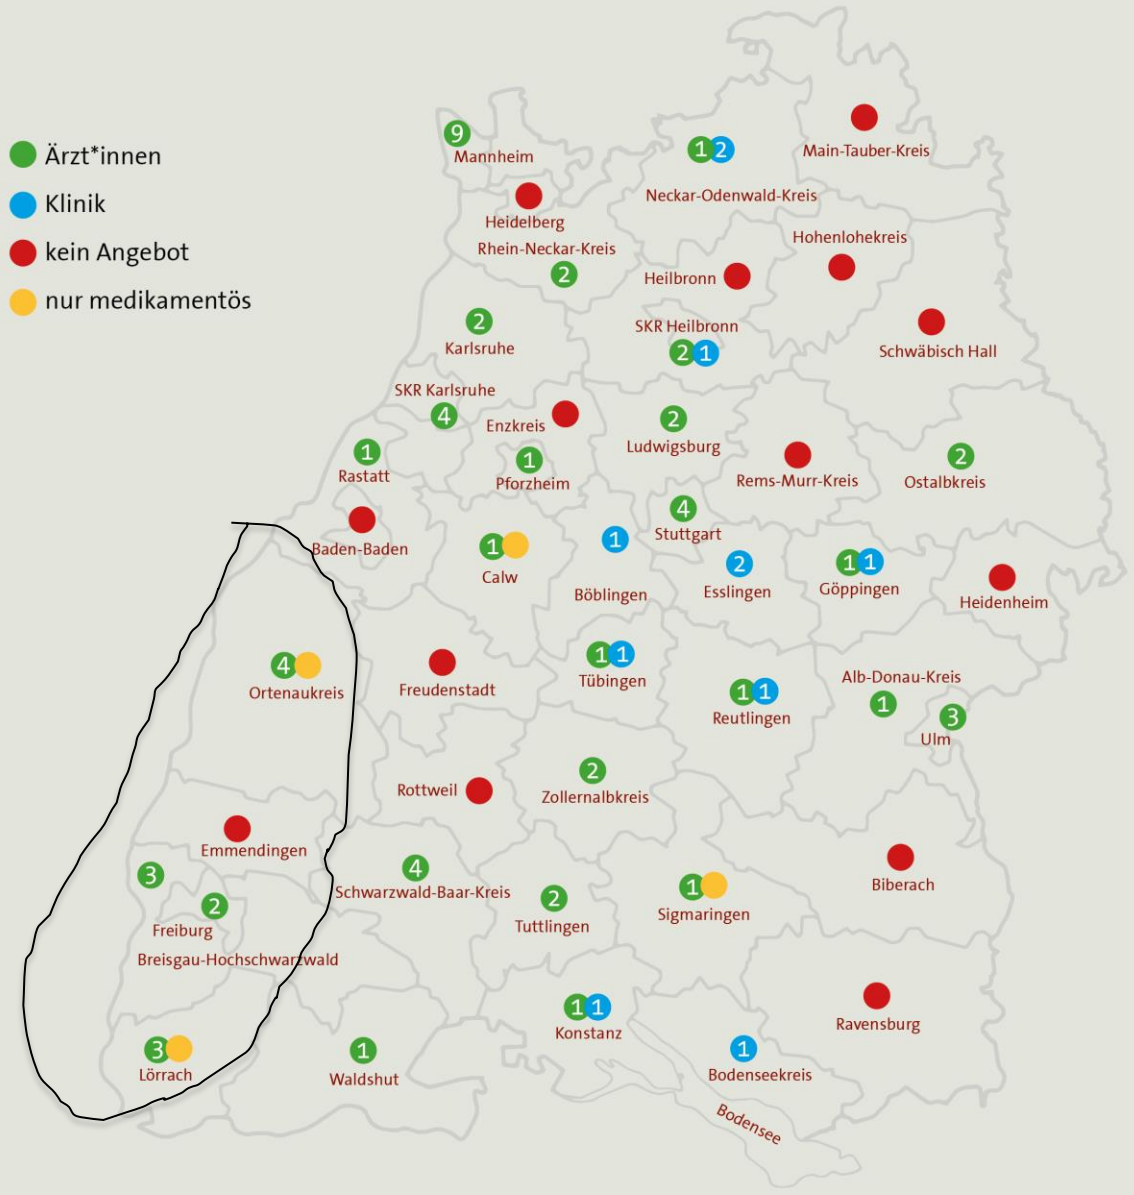 Ärzt*innen
Klinik
kein Angebot
nur medikamentös
9
Mannheim
1 2
Neckar-Odenwald-Kreis
Main-Tauber-Kreis
Heidelberg
Rhein-Neckar-Kreis
2
Hohenlohekreis
Heilbronn
2
Karlsruhe
SKR Heilbronn
2 1
Schwäbisch Hall
SKR Karlsruhe
4
Enzkreis
2
Ludwigsburg
1
Rastatt
1
Pforzheim
Rems-Murr-Kreis
2
Ostalbkreis
4
Stuttgart
Baden-Baden
1
Calw
1
Böblingen
2
Esslingen
1 1
Göppingen
Heidenheim
4
Ortenaukreis
Freudenstadt
1 1
Tübingen
1 1
Reutlingen
Alb-Donau-Kreis
1
3
Ulm
Rottweil
2
Zollernalbkreis
Emmendingen
3
2
Freiburg
Breisgau-Hochschwarzwald
4
Schwarzwald-Baar-Kreis
2
Tuttlingen
1
Sigmaringen
Biberach
3
Lörrach
1
Waldshut
1 1
Konstanz
1
Bodenseekreis
Ravensburg
Bodensee